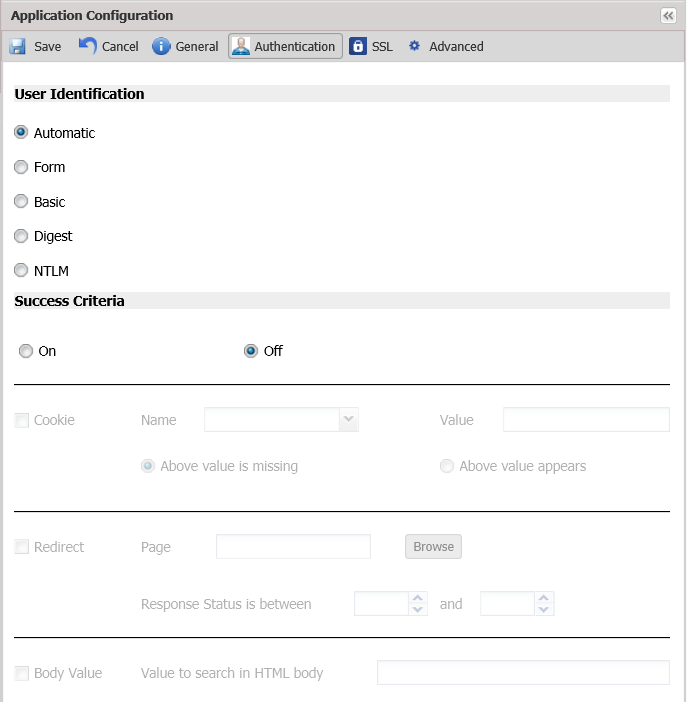 Application Configuration
Save Cancel General Authentication SSL Advanced
User Identification
Automatic
Form
Basic
Digest
NTLM
Success Criteria
On Off
Cookie Name Value
Above value is missing Above value appears
Redirect Page Browse
Response Status is between and
Body Value Value to search in HTML body